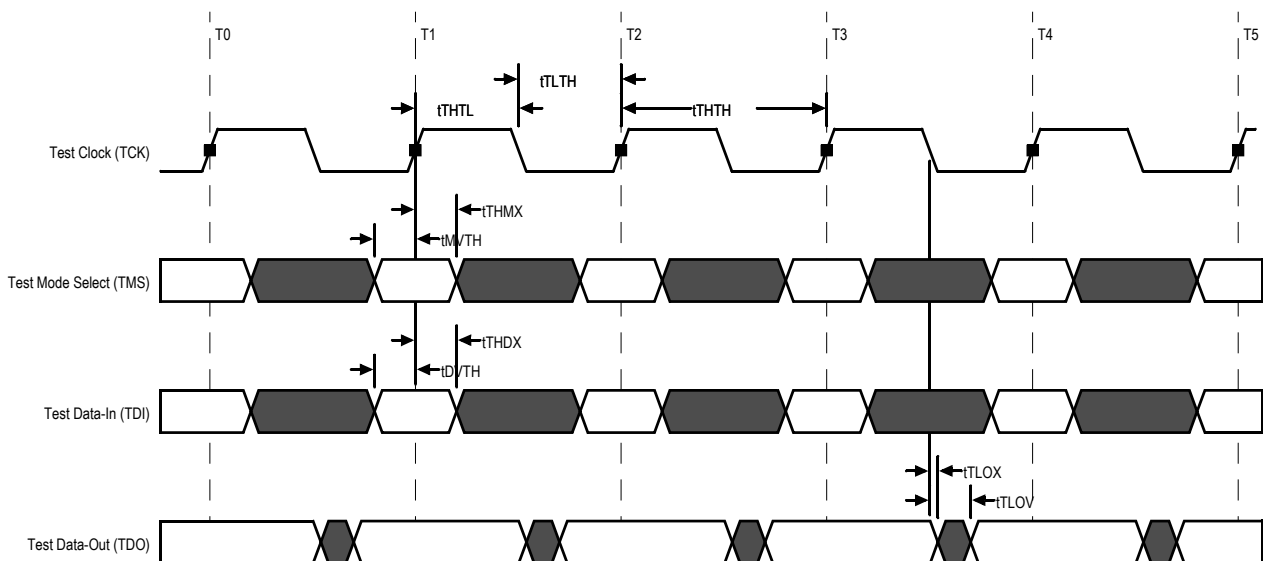 T0
T1
T2
T3
T4
T5
tTLTH
tTHTL
tTHTH
Test Clock (TCK)
tTHMX
tMVTH
Test Mode Select (TMS)
tTHDX
tDVTH
Test Data-In (TDI)
tTLOX
tTLOV
Test Data-Out (TDO)